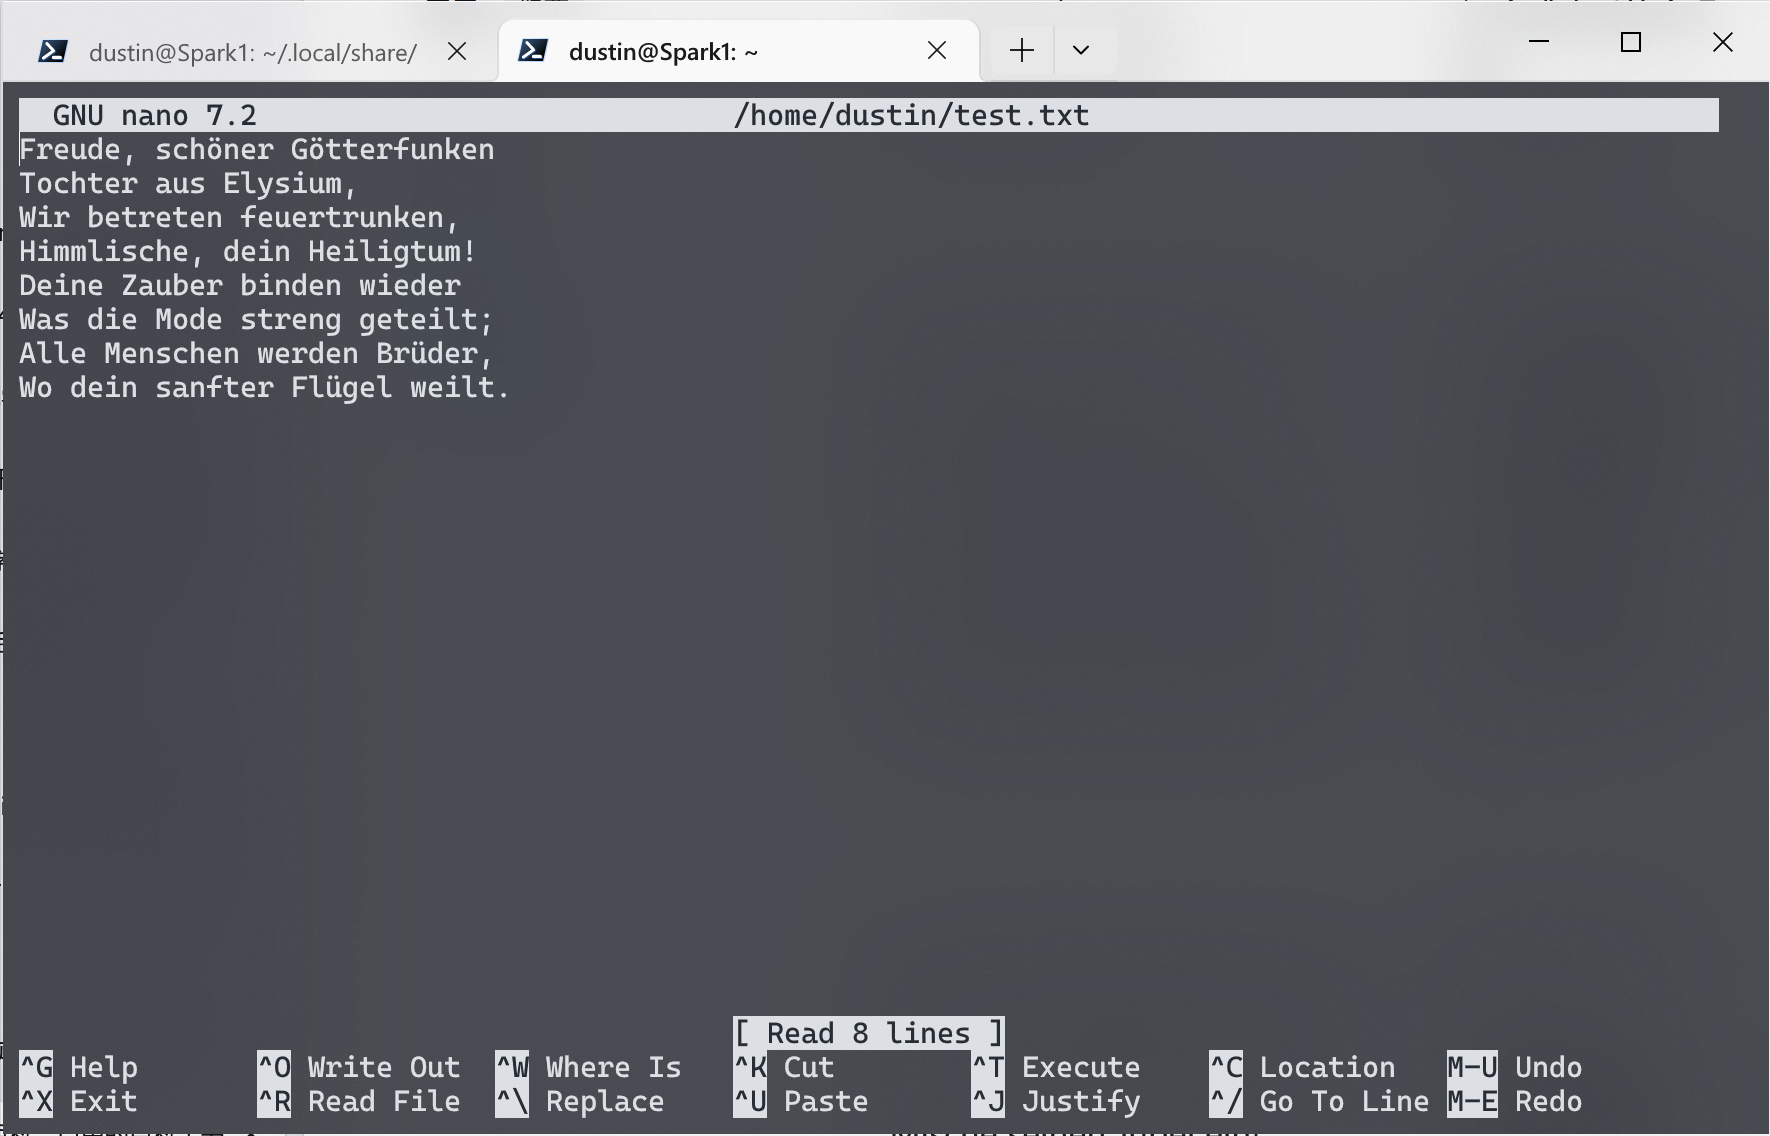 dustin@Spark1: ~/.local/share/
dustin@Spark1: ~
GNU nano 7.2 /home/dustin/test.txt
Freude, schöner Götterfunken
Tochter aus Elysium,
Wir betreten feuertrunken,
Himmlische, dein Heiligtum!
Deine Zauber binden wieder
Was die Mode streng geteilt;
Alle Menschen werden Brüder,
Wo dein sanfter Flügel weilt.
[ Read 8 lines ]
^G Help ^O Write Out ^W Where Is ^K Cut ^T Execute ^C Location M-U Undo
^X Exit ^R Read File ^\ Replace ^U Paste ^J Justify ^/ Go To Line M-E Redo